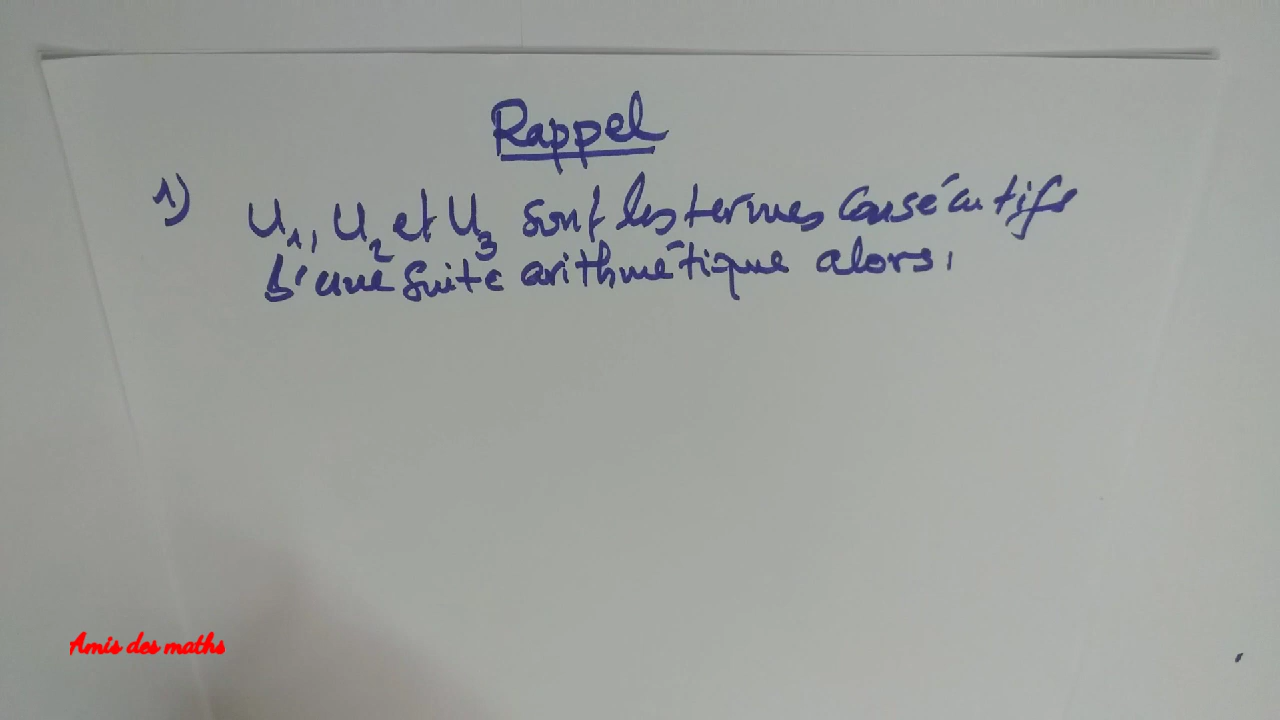 Rappel
1) U1, U2 et U3 sont les termes consécutifs
d'une suite arithmétique alors,
Amis des maths